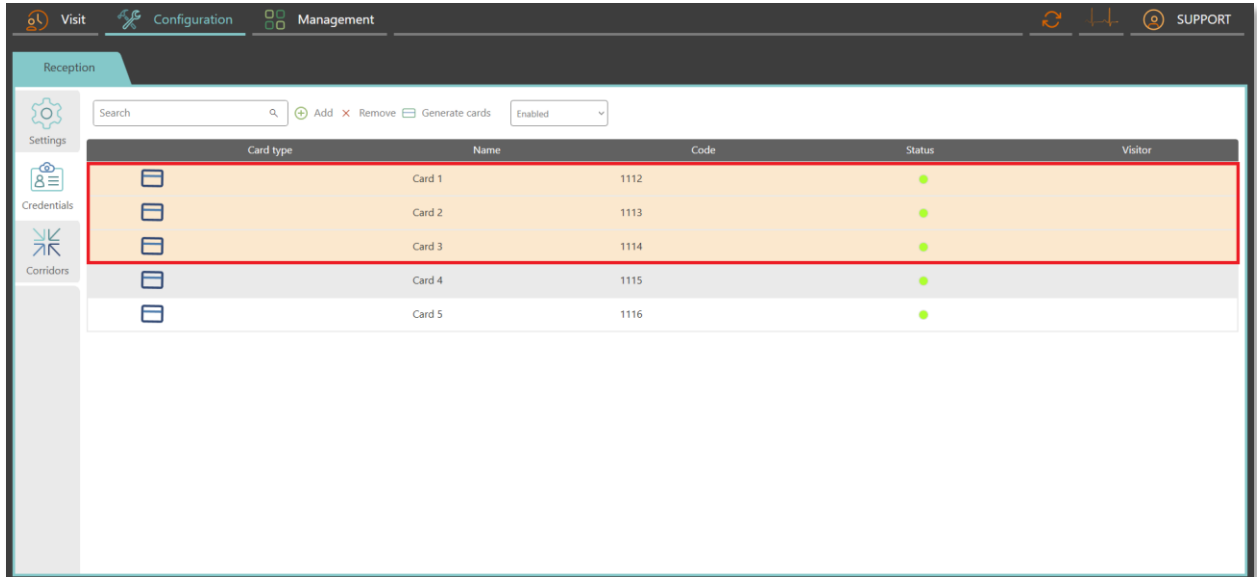 Visit Configuration Management SUPPORT
Reception
Search Add Remove Generate cards Enabled
Settings
Card type Name Code Status Visitor
Card 1 1112
Credentials
Card 2 1113
Card 3 1114
Corridors
Card 4 1115
Card 5 1116